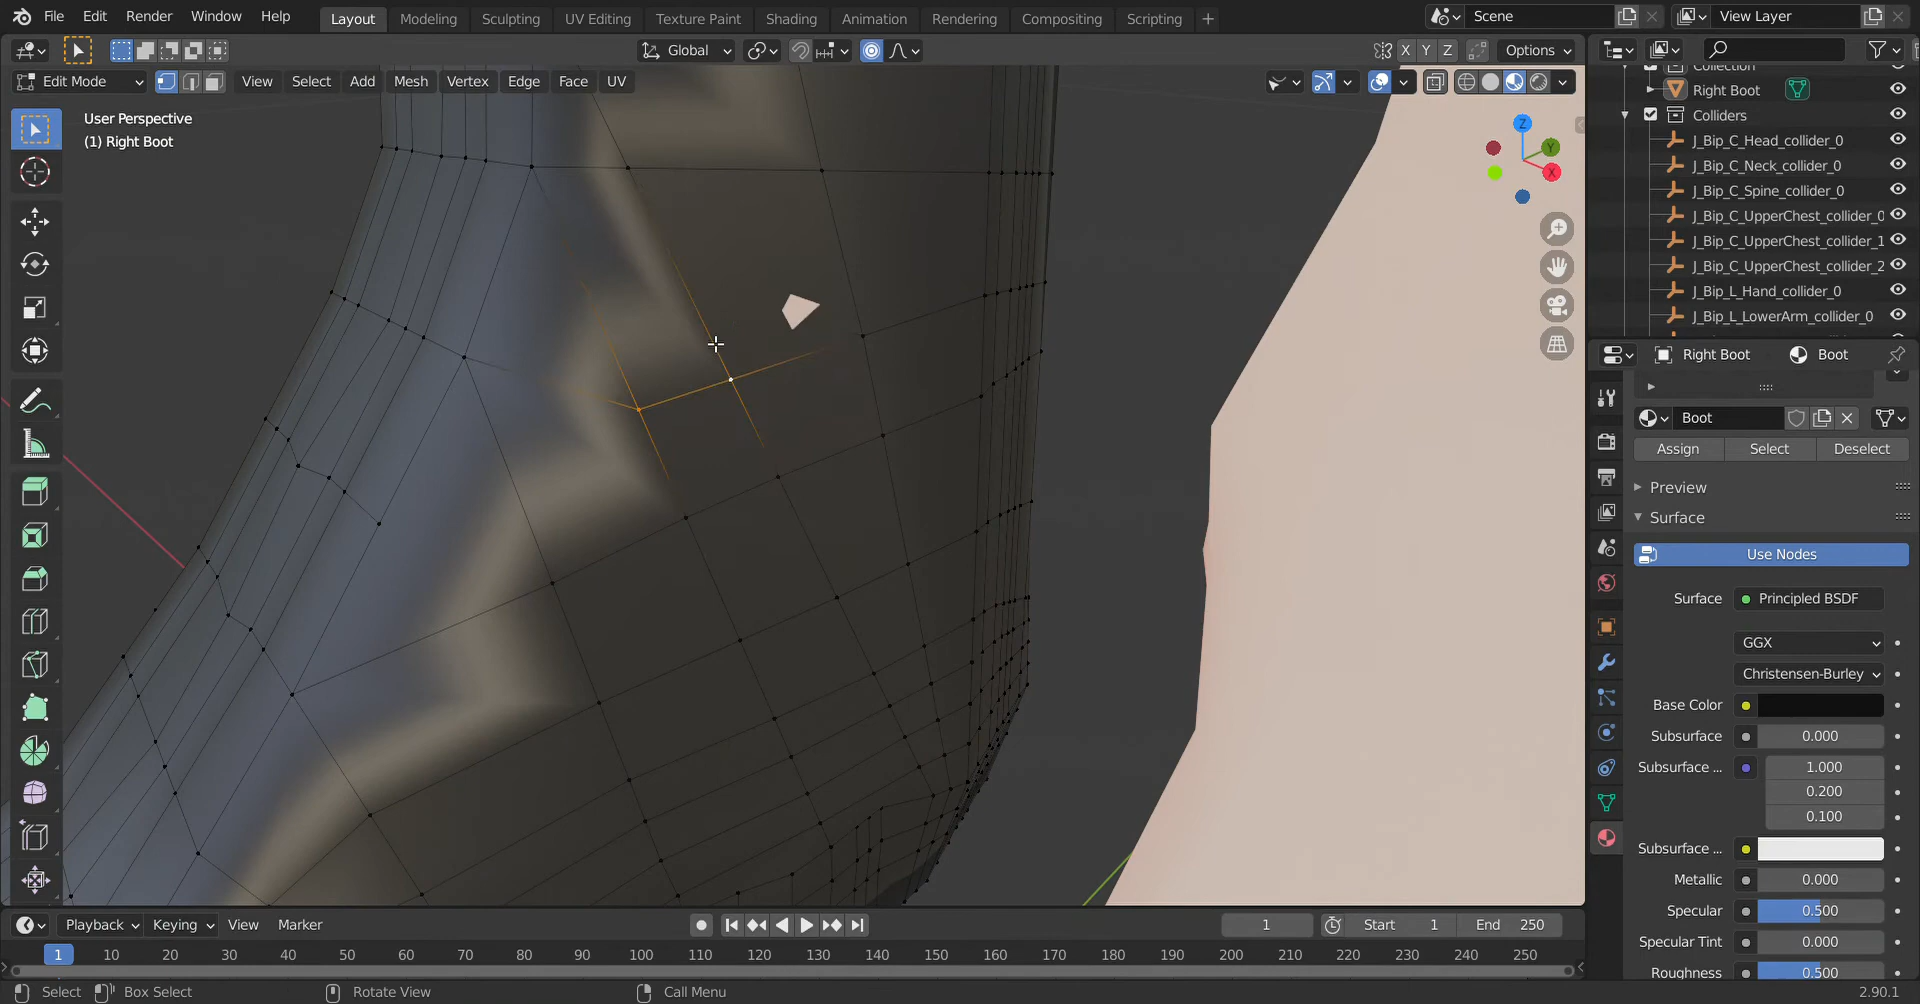 File Edit Render Window Help Layout Modeling Sculpting UV Editing Texture Paint Shading Animation Rendering Compositing Scripting + Scene View Layer
Global X Y Z Options
Edit Mode View Select Add Mesh Vertex Edge Face UV
User Perspective
(1) Right Boot
Z
Y
X
Collection
Right Boot
Colliders
J_Bip_C_Head_collider_0
J_Bip_C_Neck_collider_0
J_Bip_C_Spine_collider_0
J_Bip_C_UpperChest_collider_0
J_Bip_C_UpperChest_collider_1
J_Bip_C_UpperChest_collider_2
J_Bip_L_Hand_collider_0
J_Bip_L_LowerArm_collider_0
Right Boot Boot
Boot
Assign Select Deselect
Preview
Surface
Use Nodes
Surface Principled BSDF
GGX
Christensen-Burley
Base Color
Subsurface 0.000
Subsurface ... 1.000
0.200
0.100
Subsurface ...
Metallic 0.000
Specular 0.500
Specular Tint 0.000
Roughness 0.500
Playback Keying View Marker 1 Start 1 End 250
1 10 20 30 40 50 60 70 80 90 100 110 120 130 140 150 160 170 180 190 200 210 220 230 240 250
Select Box Select Rotate View Call Menu 2.90.1